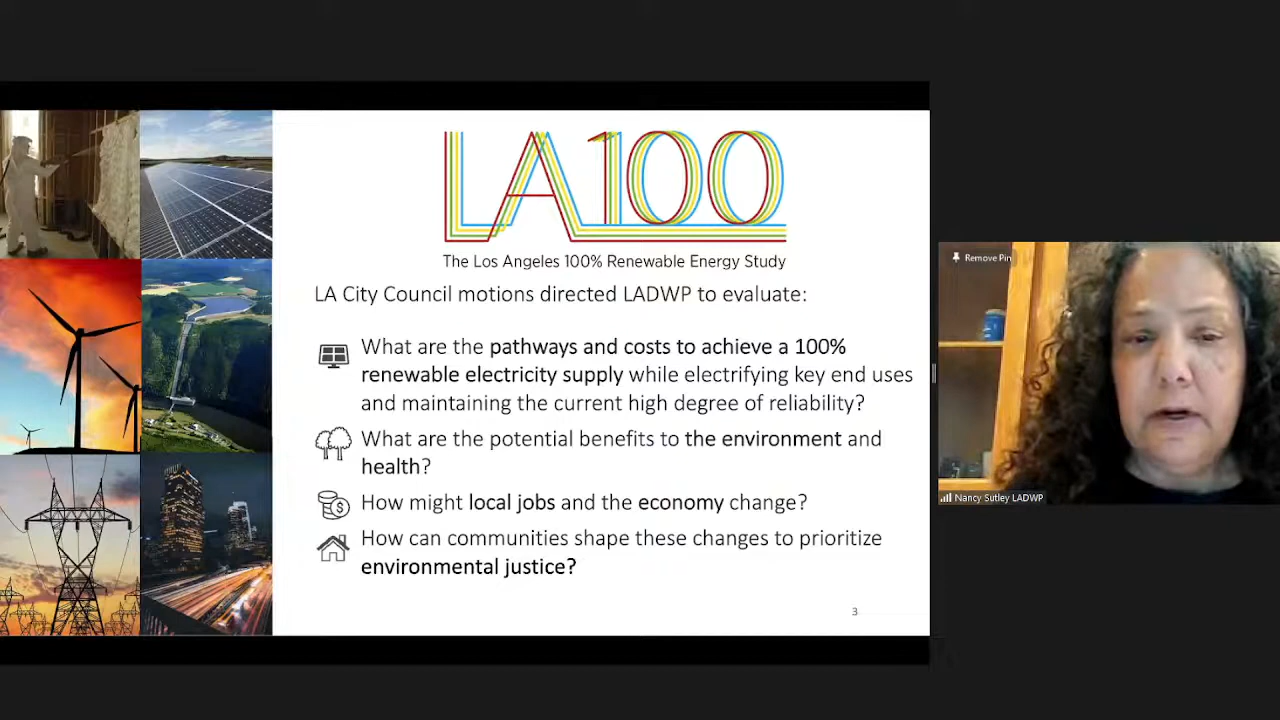 LA100
The Los Angeles 100% Renewable Energy Study
LA City Council motions directed LADWP to evaluate:
What are the pathways and costs to achieve a 100%
renewable electricity supply while electrifying key end uses
and maintaining the current high degree of reliability?
What are the potential benefits to the environment and
health?
How might local jobs and the economy change?
How can communities shape these changes to prioritize
environmental justice?
3
Remove Pin
Nancy Sutley LADWP